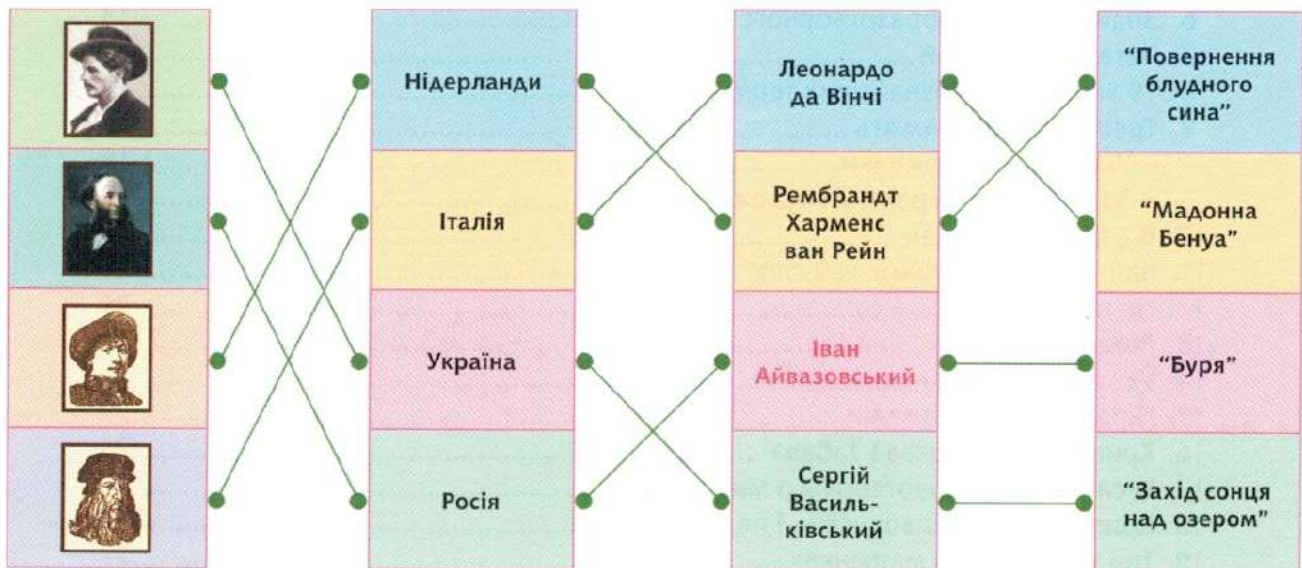 Нідерланди
Італія
Україна
Росія
Леонардо
да Вінчі
Рембрандт
Харменс
ван Рейн
Іван
Айвазовський
Сергій
Василь-
ківський
“Повернення
блудного
сина”
“Мадонна
Бенуа”
“Буря”
“Захід сонця
над озером”